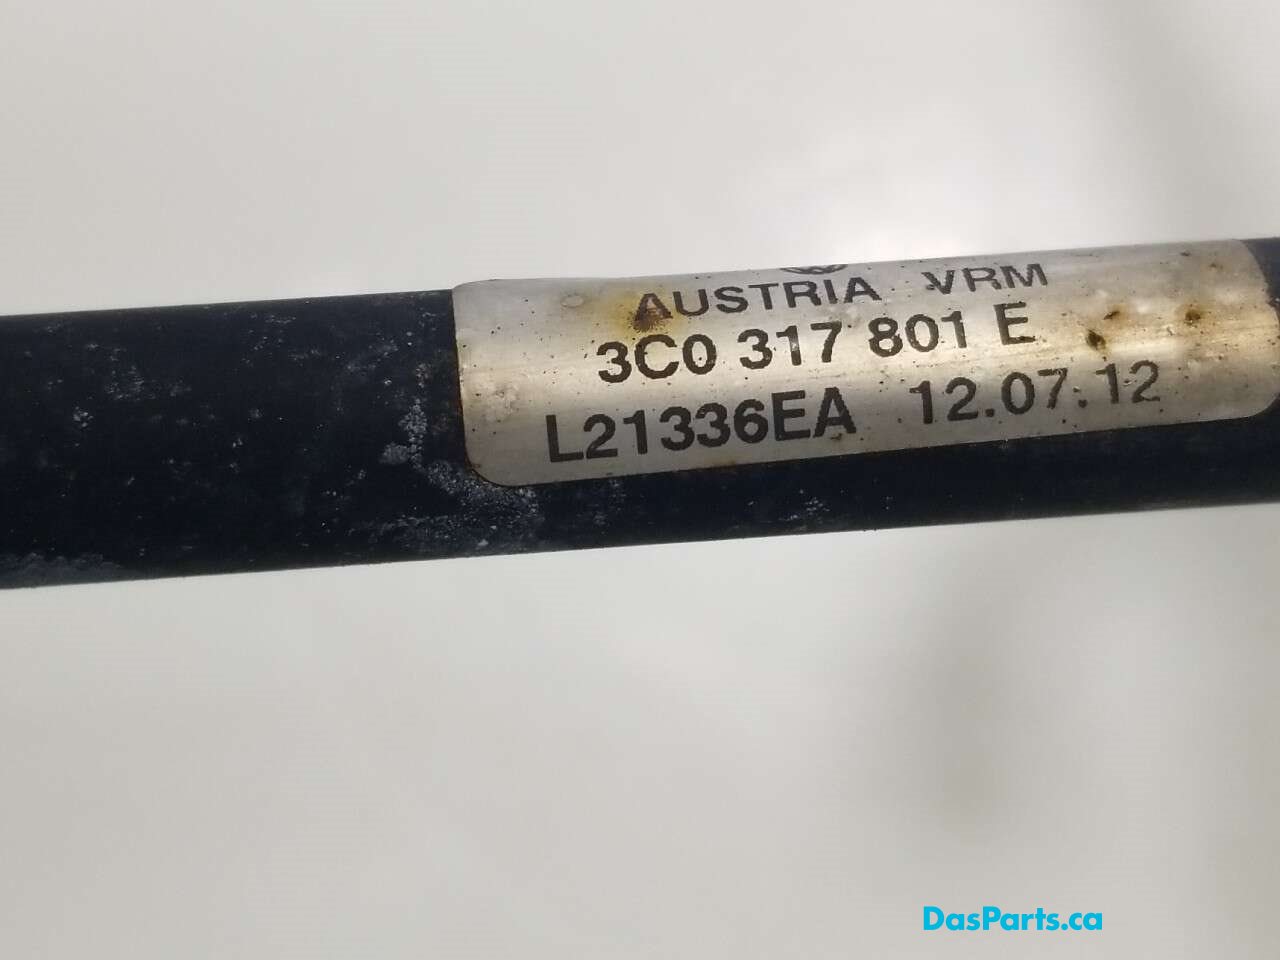 AUSTRIA VRM
3C0 317 801 E
L21336EA 12.07.12
DasParts.ca